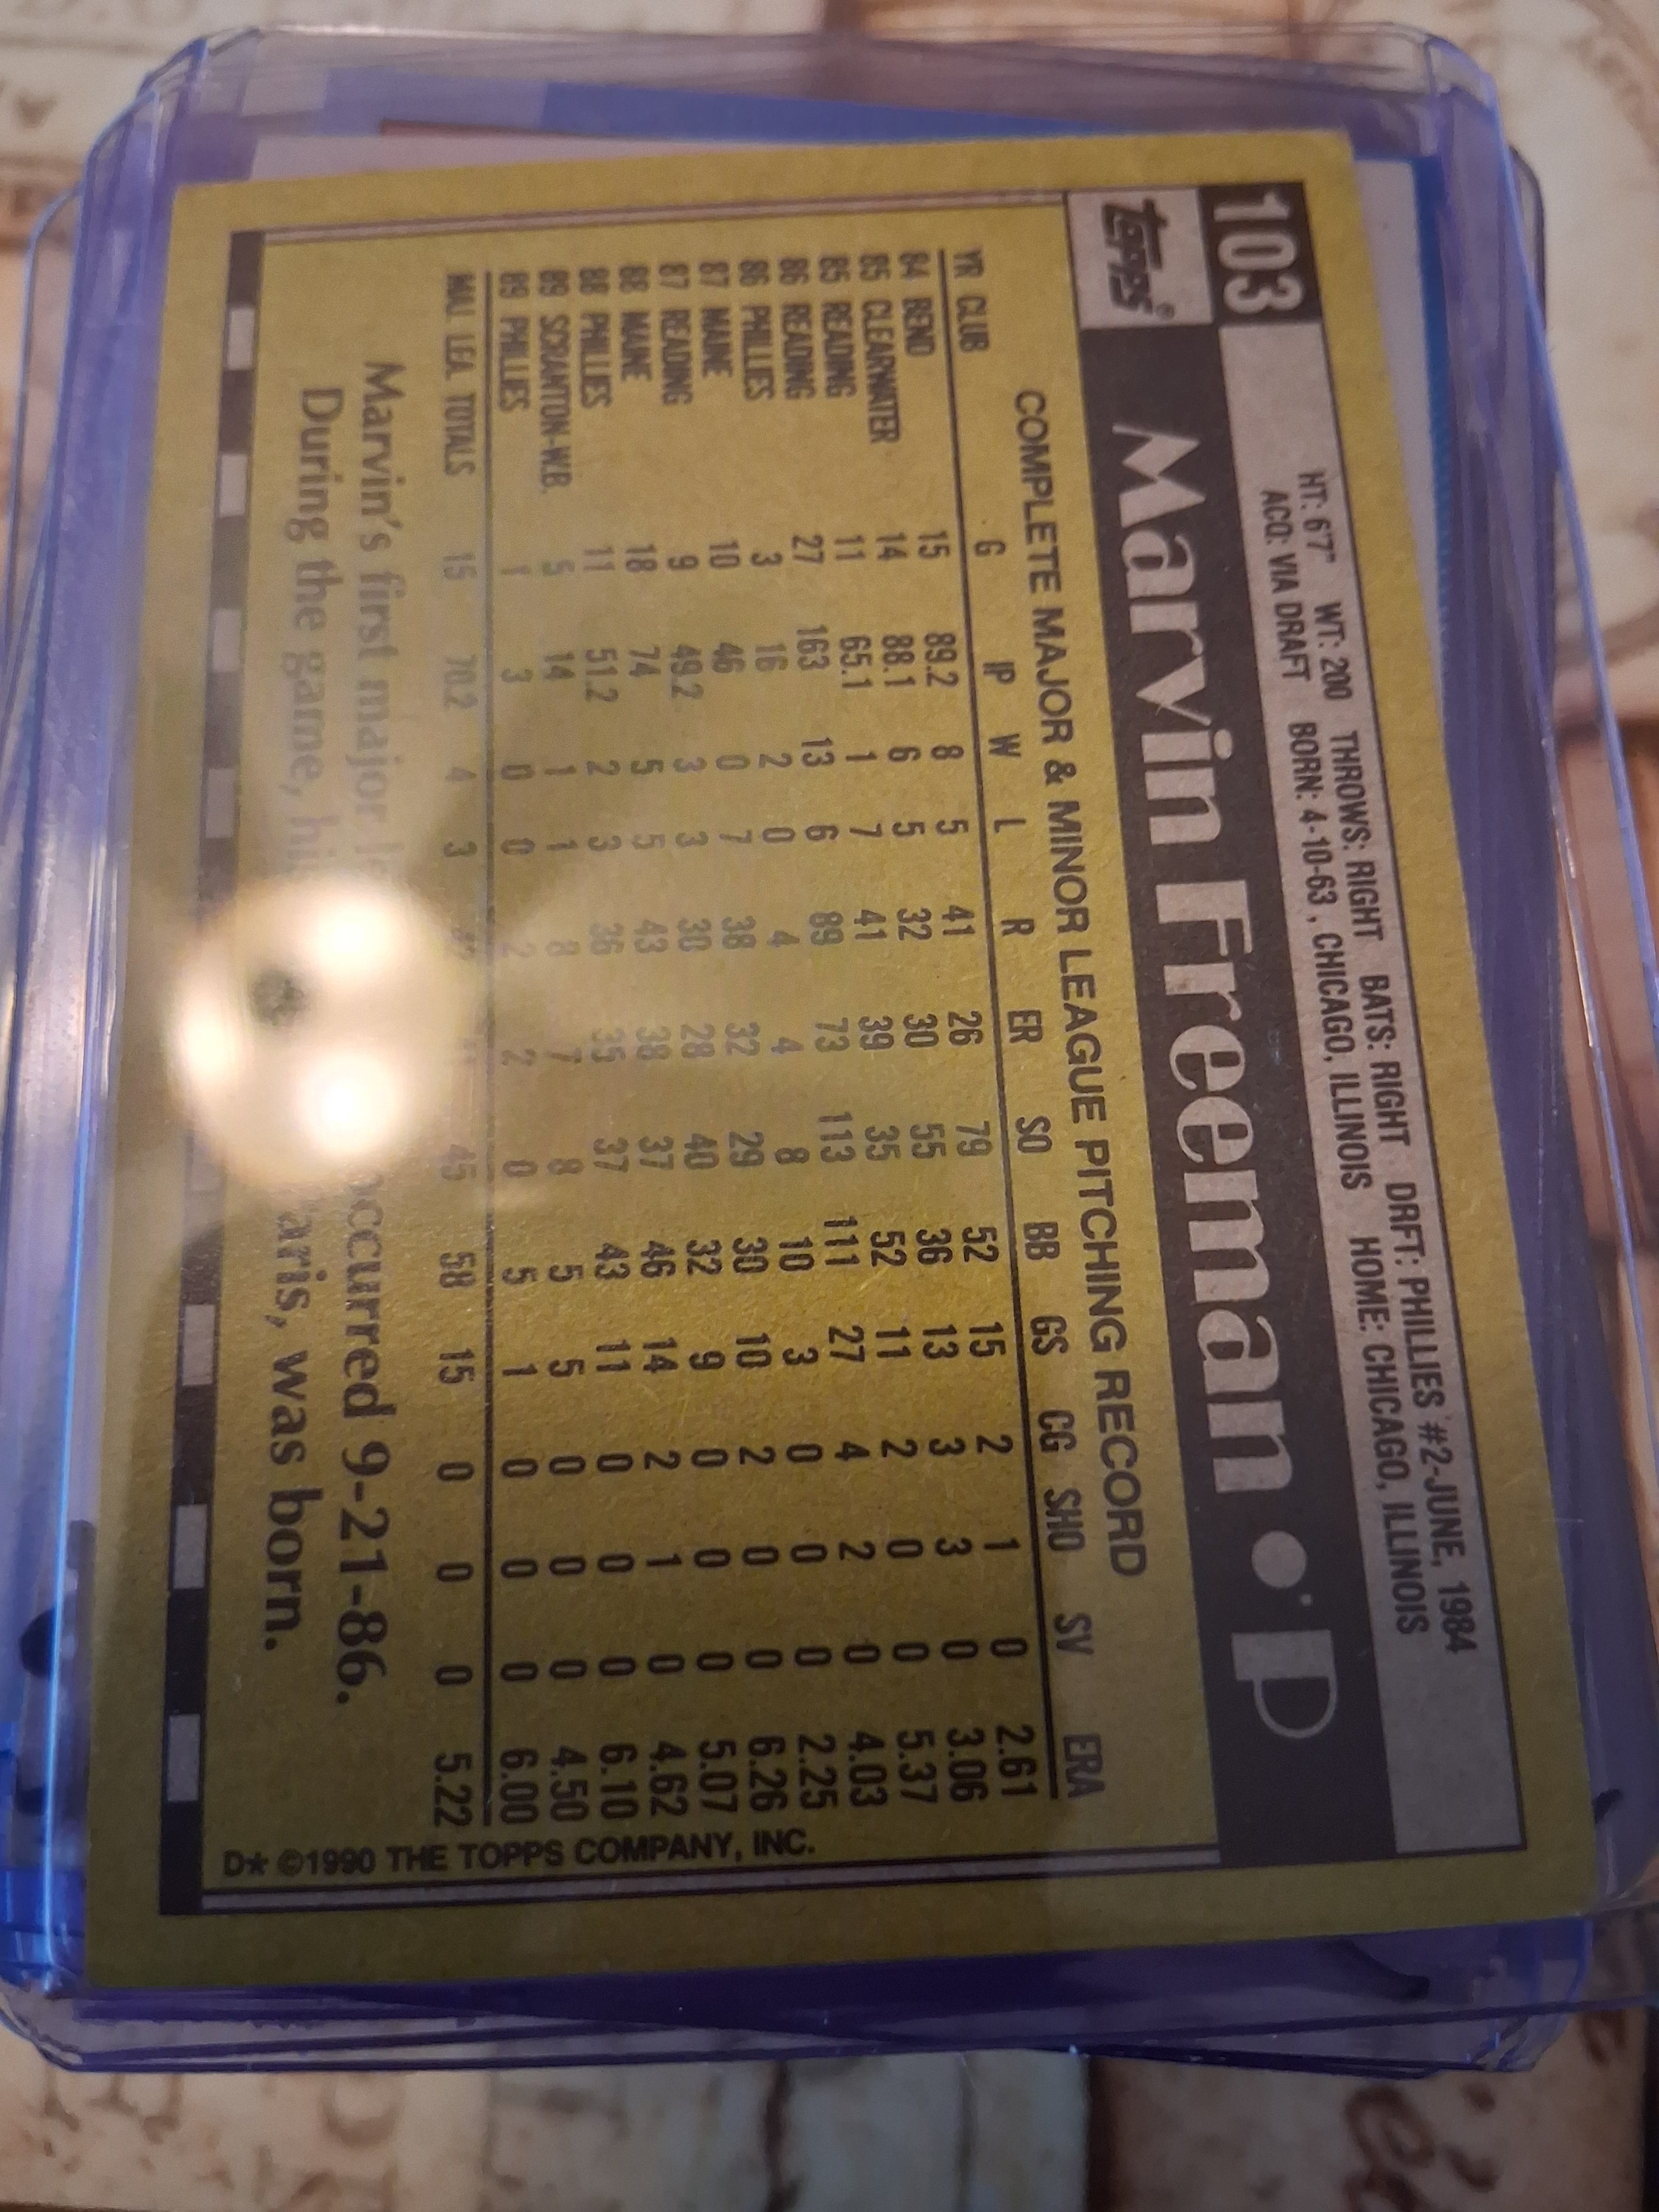 103
HT: 6'7" WT: 200 THROWS: RIGHT BATS: RIGHT DRFT: PHILLIES #2-JUNE, 1984
ACQ: VIA DRAFT BORN: 4-10-63, CHICAGO, ILLINOIS HOME: CHICAGO, ILLINOIS
topps® Marvin Freeman • P
COMPLETE MAJOR & MINOR LEAGUE PITCHING RECORD
YR CLUB G IP W L R ER SO BB GS CG SHO SV ERA
84 BEND 15 89.2 8 5 41 26 79 52 15 2 1 0 2.61
85 CLEARWATER 14 88.1 6 5 32 30 55 36 13 3 3 0 3.06
85 READING 11 65.1 1 7 41 39 35 52 11 2 0 0 5.37
86 READING 27 163 13 6 89 73 113 111 27 4 2 0 4.03
86 PHILLIES 3 16 2 0 4 4 8 10 3 0 0 0 2.25
87 MAINE 10 46 0 7 38 32 29 30 10 2 0 0 6.26
87 READING 9 49.2 3 3 30 28 40 32 9 0 0 0 5.07
88 MAINE 18 74 5 5 43 38 37 46 14 2 1 0 4.62
88 PHILLIES 11 51.2 2 3 36 35 37 43 11 0 0 0 6.10
89 SCRANTON-W.B. 5 14 1 1 8 7 8 5 5 0 0 0 4.50
89 PHILLIES 1 3 0 0 2 2 0 5 1 0 0 0 6.00
MAJ. LEA. TOTALS 15 70.2 4 3 45 58 15 0 0 0 5.22
Marvin's first major occurred 9-21-86.
During the game, was born.
D* ©1990 THE TOPPS COMPANY, INC.